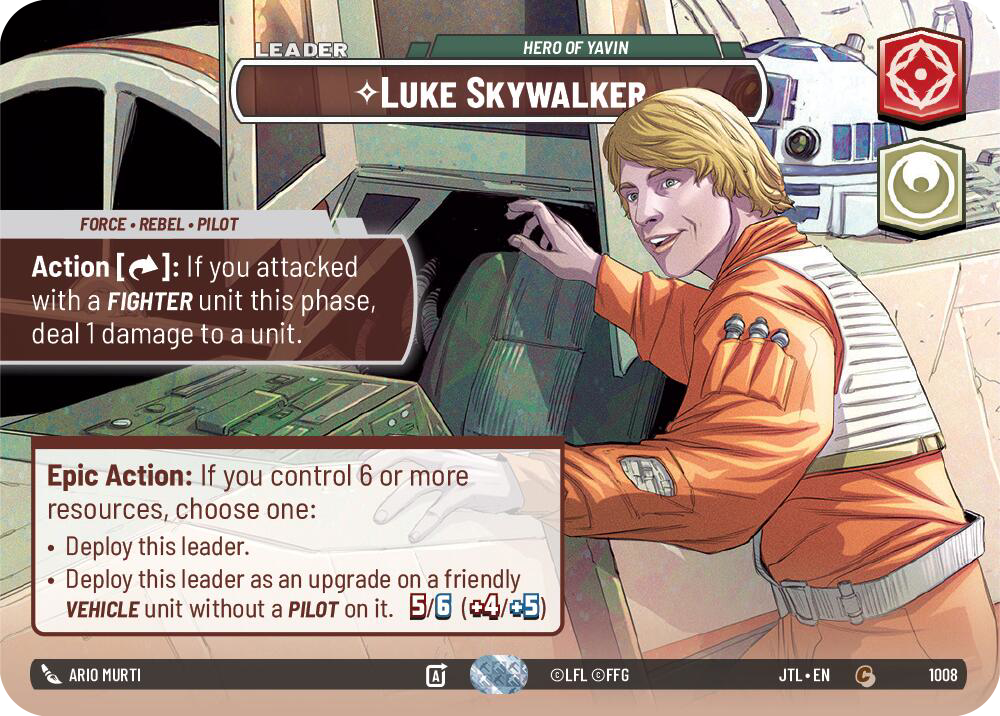 LEADER
HERO OF YAVIN
LUKE SKYWALKER
FORCE • REBEL • PILOT
Action [ ]: If you attacked
with a FIGHTER unit this phase,
deal 1 damage to a unit.
Epic Action: If you control 6 or more
resources, choose one:
• Deploy this leader.
• Deploy this leader as an upgrade on a friendly
VEHICLE unit without a PILOT on it. 5/6 (+4/+5)
ARIO MURTI
A
©LFL ©FFG
JTL • EN
C
1008